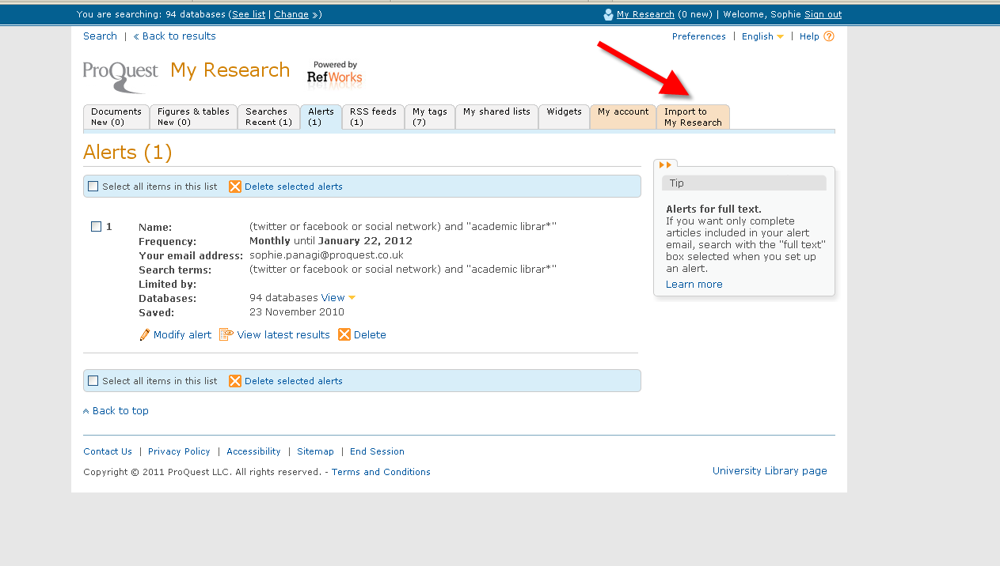 You are searching: 94 databases (See list | Change »)
My Research (0 new) | Welcome, Sophie Sign out
Search | « Back to results
Preferences | English | Help ?
ProQuest My Research
Powered by
RefWorks
Documents
New (0)
Figures & tables
New (0)
Searches
Recent (1)
Alerts
(1)
RSS feeds
(1)
My tags
(7)
My shared lists
Widgets
My account
Import to
My Research
Alerts (1)
Select all items in this list Delete selected alerts
1
Name: (twitter or facebook or social network) and "academic librar*"
Frequency: Monthly until January 22, 2012
Your email address: sophie.panagi@proquest.co.uk
Search terms: (twitter or facebook or social network) and "academic librar*"
Limited by:
Databases: 94 databases View
Saved: 23 November 2010
Modify alert View latest results Delete
Tip
Alerts for full text.
If you want only complete
articles included in your alert
email, search with the "full text"
box selected when you set up
an alert.
Learn more
Select all items in this list Delete selected alerts
Back to top
Contact Us | Privacy Policy | Accessibility | Sitemap | End Session
Copyright © 2011 ProQuest LLC. All rights reserved. - Terms and Conditions
University Library page